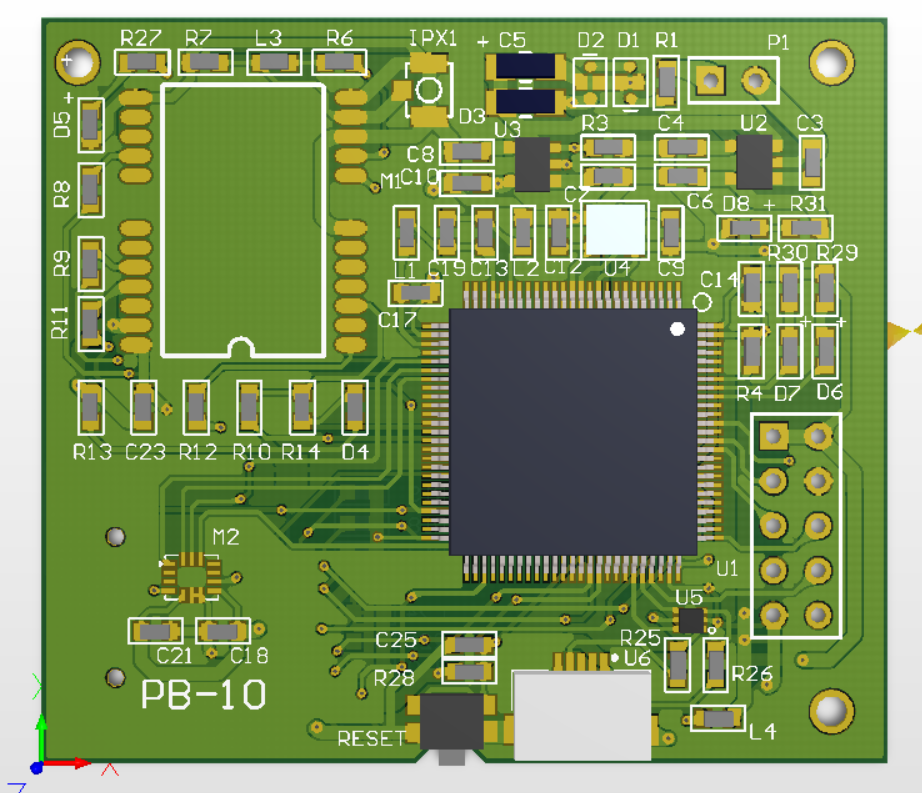 R27 R7 L3 R6 IPX1 + C5 D2 D1 R1 P1
+
D5 +
D3 U3 R3 C4 U2 C3
C8
C10 M1
R8
C7 C6 D8 + R31
R9
L1 C19 C13 L2 C12 U4 C9 R30 R29
C14
R11
C17
+ +
R4 D7 D6
R13 C23 R12 R10 R14 D4
M2
U1
U5
C25 R25
U6
C21 C18 R28 R26
PB-10
RESET L4
X
Z X